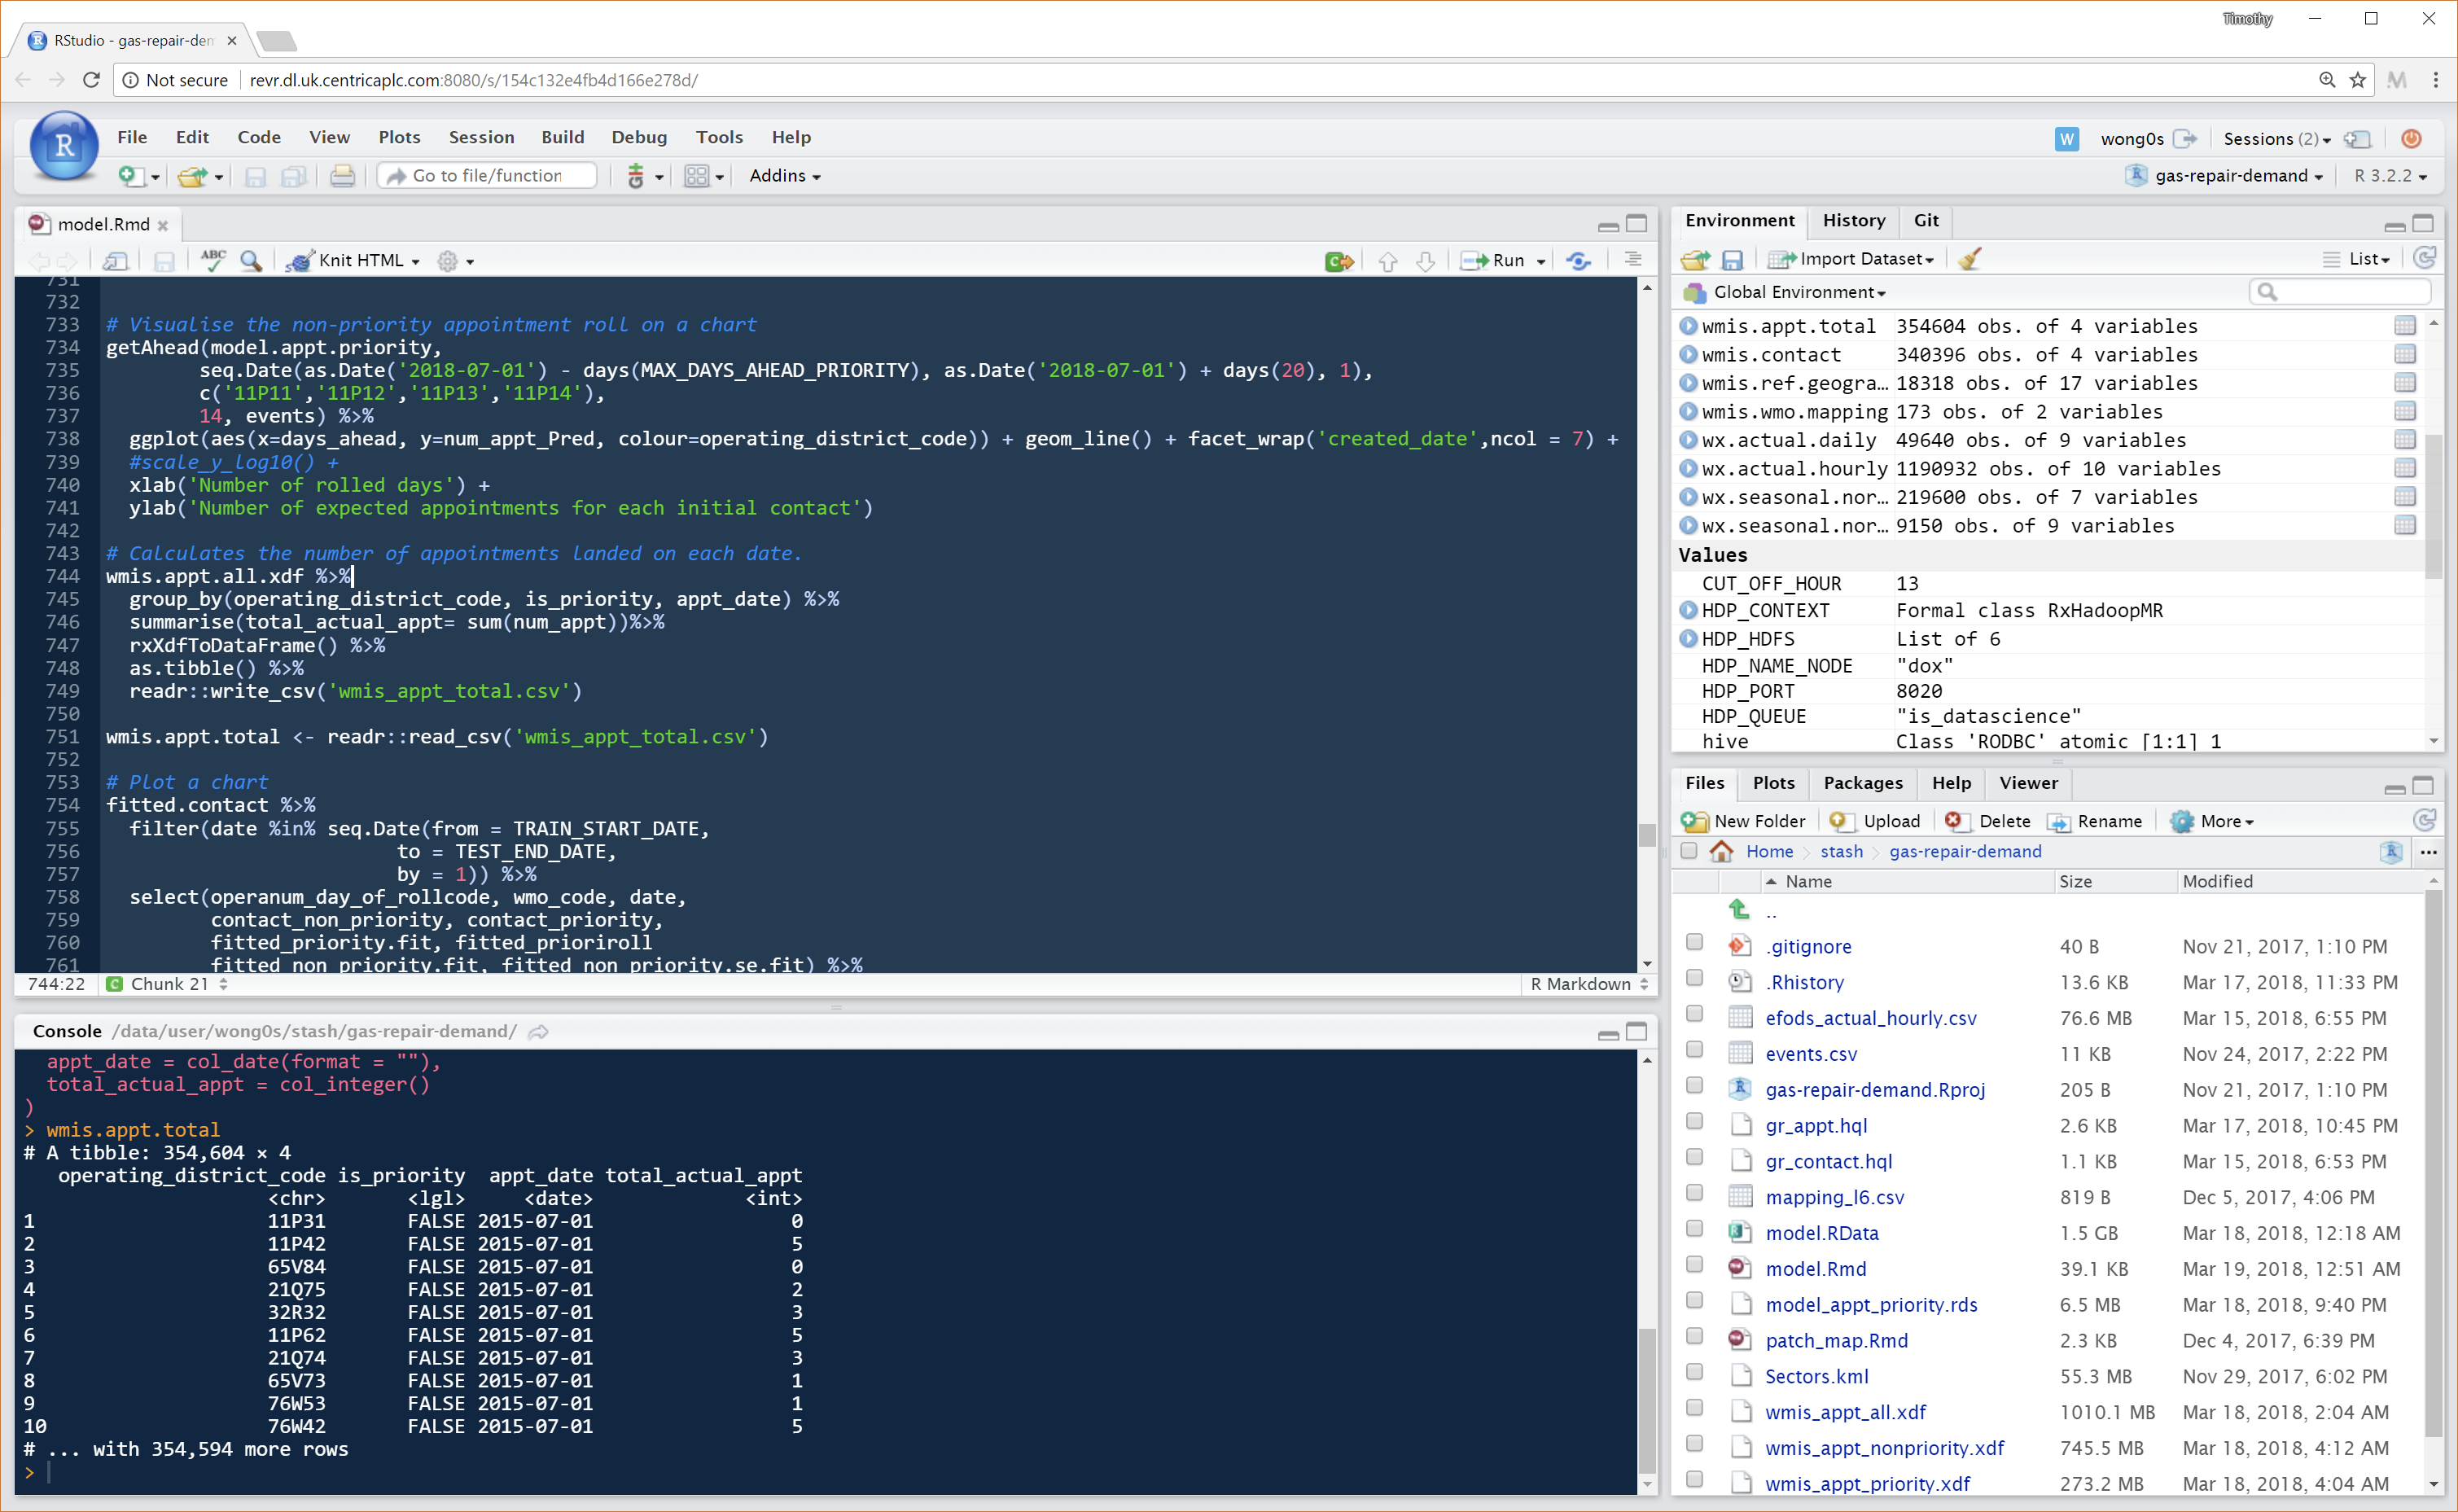 Timothy
RStudio - gas-repair-dem
Not secure revr.dl.uk.centricaplc.com:8080/s/154c132e4fb4d166e278d/
R File Edit Code View Plots Session Build Debug Tools Help
W wong0s Sessions (2)
Go to file/function Addins
gas-repair-demand R 3.2.2
model.Rmd
ABC Knit HTML Run
731
732
733 # Visualise the non-priority appointment roll on a chart
734 getAhead(model.appt.priority,
735 seq.Date(as.Date('2018-07-01') - days(MAX_DAYS_AHEAD_PRIORITY), as.Date('2018-07-01') + days(20), 1),
736 c('11P11','11P12','11P13','11P14'),
737 14, events) %>%
738 ggplot(aes(x=days_ahead, y=num_appt_Pred, colour=operating_district_code)) + geom_line() + facet_wrap('created_date',ncol = 7) +
739 #scale_y_log10() +
740 xlab('Number of rolled days') +
741 ylab('Number of expected appointments for each initial contact')
742
743 # Calculates the number of appointments landed on each date.
744 wmis.appt.all.xdf %>%
745 group_by(operating_district_code, is_priority, appt_date) %>%
746 summarise(total_actual_appt= sum(num_appt))%>%
747 rxXdfToDataFrame() %>%
748 as.tibble() %>%
749 readr::write_csv('wmis_appt_total.csv')
750
751 wmis.appt.total <- readr::read_csv('wmis_appt_total.csv')
752
753 # Plot a chart
754 fitted.contact %>%
755 filter(date %in% seq.Date(from = TRAIN_START_DATE,
756 to = TEST_END_DATE,
757 by = 1)) %>%
758 select(operanum_day_of_rollcode, wmo_code, date,
759 contact_non_priority, contact_priority,
760 fitted_priority.fit, fitted_prioriroll
761 fitted_non_priority.fit, fitted_non_priority.se.fit) %>%
744:22 C Chunk 21 R Markdown
Console /data/user/wong0s/stash/gas-repair-demand/
appt_date = col_date(format = ""),
total_actual_appt = col_integer()
)
> wmis.appt.total
# A tibble: 354,604 × 4
operating_district_code is_priority appt_date total_actual_appt
<chr> <lgl> <date> <int>
1 11P31 FALSE 2015-07-01 0
2 11P42 FALSE 2015-07-01 5
3 65V84 FALSE 2015-07-01 0
4 21Q75 FALSE 2015-07-01 2
5 32R32 FALSE 2015-07-01 3
6 11P62 FALSE 2015-07-01 5
7 21Q74 FALSE 2015-07-01 3
8 65V73 FALSE 2015-07-01 1
9 76W53 FALSE 2015-07-01 1
10 76W42 FALSE 2015-07-01 5
# ... with 354,594 more rows
>
Environment History Git
Import Dataset List
Global Environment
wmis.appt.total 354604 obs. of 4 variables
wmis.contact 340396 obs. of 4 variables
wmis.ref.geogra… 18318 obs. of 17 variables
wmis.wmo.mapping 173 obs. of 2 variables
wx.actual.daily 49640 obs. of 9 variables
wx.actual.hourly 1190932 obs. of 10 variables
wx.seasonal.nor… 219600 obs. of 7 variables
wx.seasonal.nor… 9150 obs. of 9 variables
Values
CUT_OFF_HOUR 13
HDP_CONTEXT Formal class RxHadoopMR
HDP_HDFS List of 6
HDP_NAME_NODE "dox"
HDP_PORT 8020
HDP_QUEUE "is_datascience"
hive Class 'RODBC' atomic [1:1] 1
Files Plots Packages Help Viewer
New Folder Upload Delete Rename More
Home stash gas-repair-demand ...
Name Size Modified
..
.gitignore 40 B Nov 21, 2017, 1:10 PM
.Rhistory 13.6 KB Mar 17, 2018, 11:33 PM
efods_actual_hourly.csv 76.6 MB Mar 15, 2018, 6:55 PM
events.csv 11 KB Nov 24, 2017, 2:22 PM
gas-repair-demand.Rproj 205 B Nov 21, 2017, 1:10 PM
gr_appt.hql 2.6 KB Mar 17, 2018, 10:45 PM
gr_contact.hql 1.1 KB Mar 15, 2018, 6:53 PM
mapping_l6.csv 819 B Dec 5, 2017, 4:06 PM
model.RData 1.5 GB Mar 18, 2018, 12:18 AM
model.Rmd 39.1 KB Mar 19, 2018, 12:51 AM
model_appt_priority.rds 6.5 MB Mar 18, 2018, 9:40 PM
patch_map.Rmd 2.3 KB Dec 4, 2017, 6:39 PM
Sectors.kml 55.3 MB Nov 29, 2017, 6:02 PM
wmis_appt_all.xdf 1010.1 MB Mar 18, 2018, 2:04 AM
wmis_appt_nonpriority.xdf 745.5 MB Mar 18, 2018, 4:12 AM
wmis_appt_priority.xdf 273.2 MB Mar 18, 2018, 4:04 AM